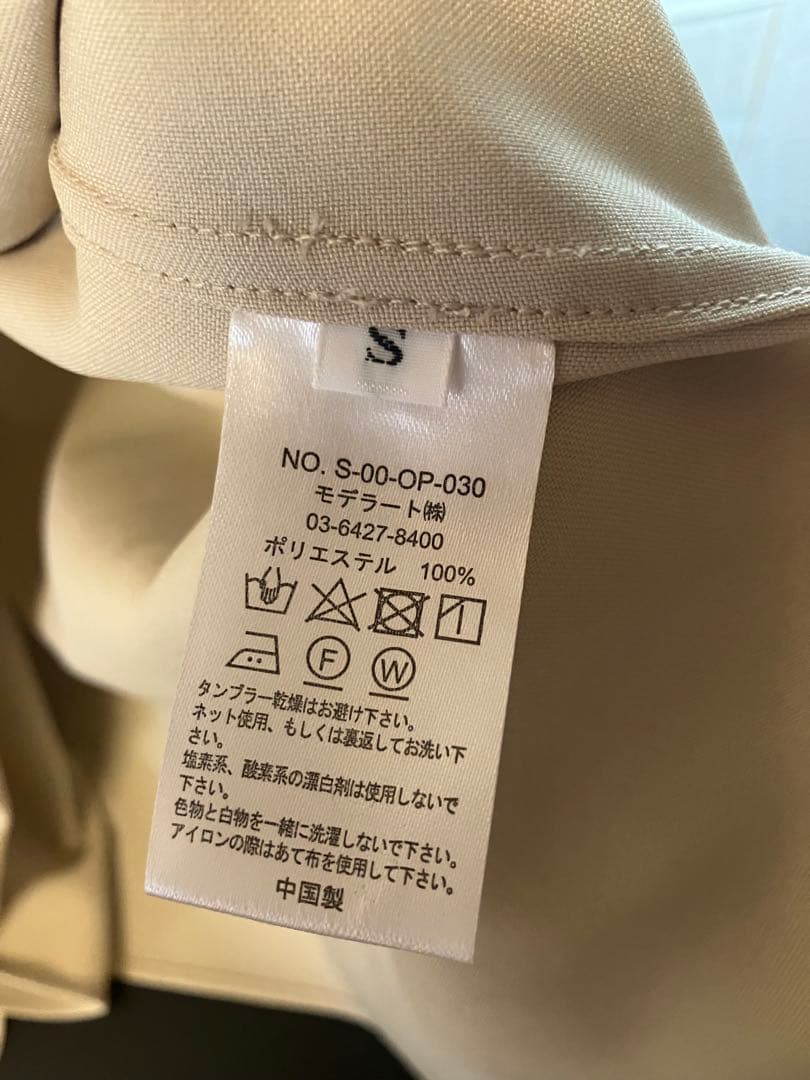 S
NO. S-00-OP-030
モデラート㈱
03-6427-8400
ポリエステル 100%
F W
タンブラー乾燥はお避け下さい。
ネット使用、もしくは裏返してお洗い下
さい。
塩素系、酸素系の漂白剤は使用しないで
下さい。
色物と白物を一緒に洗濯しないで下さい。
アイロンの際はあて布を使用して下さい。
中国製